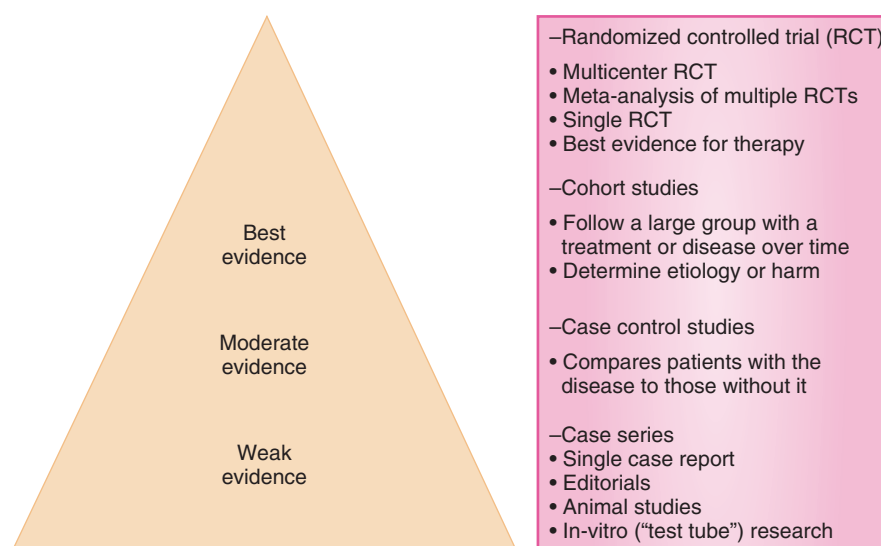 Best
evidence
Moderate
evidence
Weak
evidence
–Randomized controlled trial (RCT)
• Multicenter RCT
• Meta-analysis of multiple RCTs
• Single RCT
• Best evidence for therapy
–Cohort studies
• Follow a large group with a
treatment or disease over time
• Determine etiology or harm
–Case control studies
• Compares patients with the
disease to those without it
–Case series
• Single case report
• Editorials
• Animal studies
• In-vitro (“test tube”) research